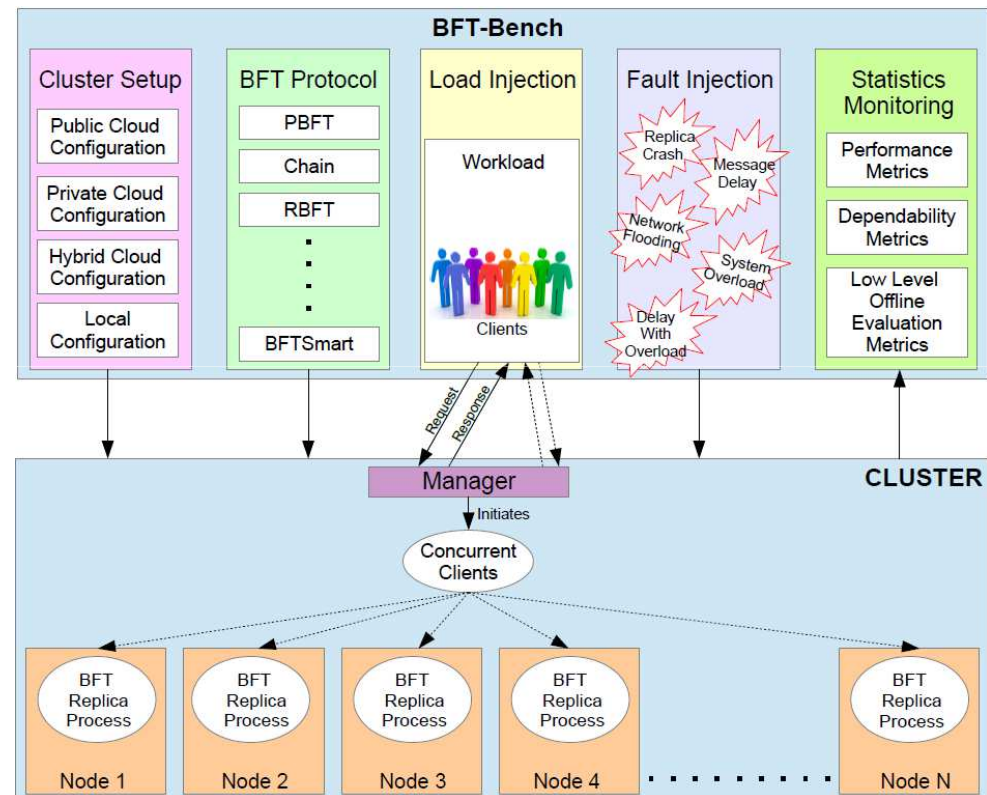 BFT-Bench
Cluster Setup
Public Cloud
Configuration
Private Cloud
Configuration
Hybrid Cloud
Configuration
Local
Configuration
BFT Protocol
PBFT
Chain
RBFT
BFTSmart
Load Injection
Workload
Clients
Fault Injection
Replica
Crash
Message
Delay
Network
Flooding
System
Overload
Delay
With
Overload
Statistics
Monitoring
Performance
Metrics
Dependability
Metrics
Low Level
Offline
Evaluation
Metrics
Request
Response
CLUSTER
Manager
Initiates
Concurrent
Clients
BFT
Replica
Process
Node 1
BFT
Replica
Process
Node 2
BFT
Replica
Process
Node 3
BFT
Replica
Process
Node 4
BFT
Replica
Process
Node N